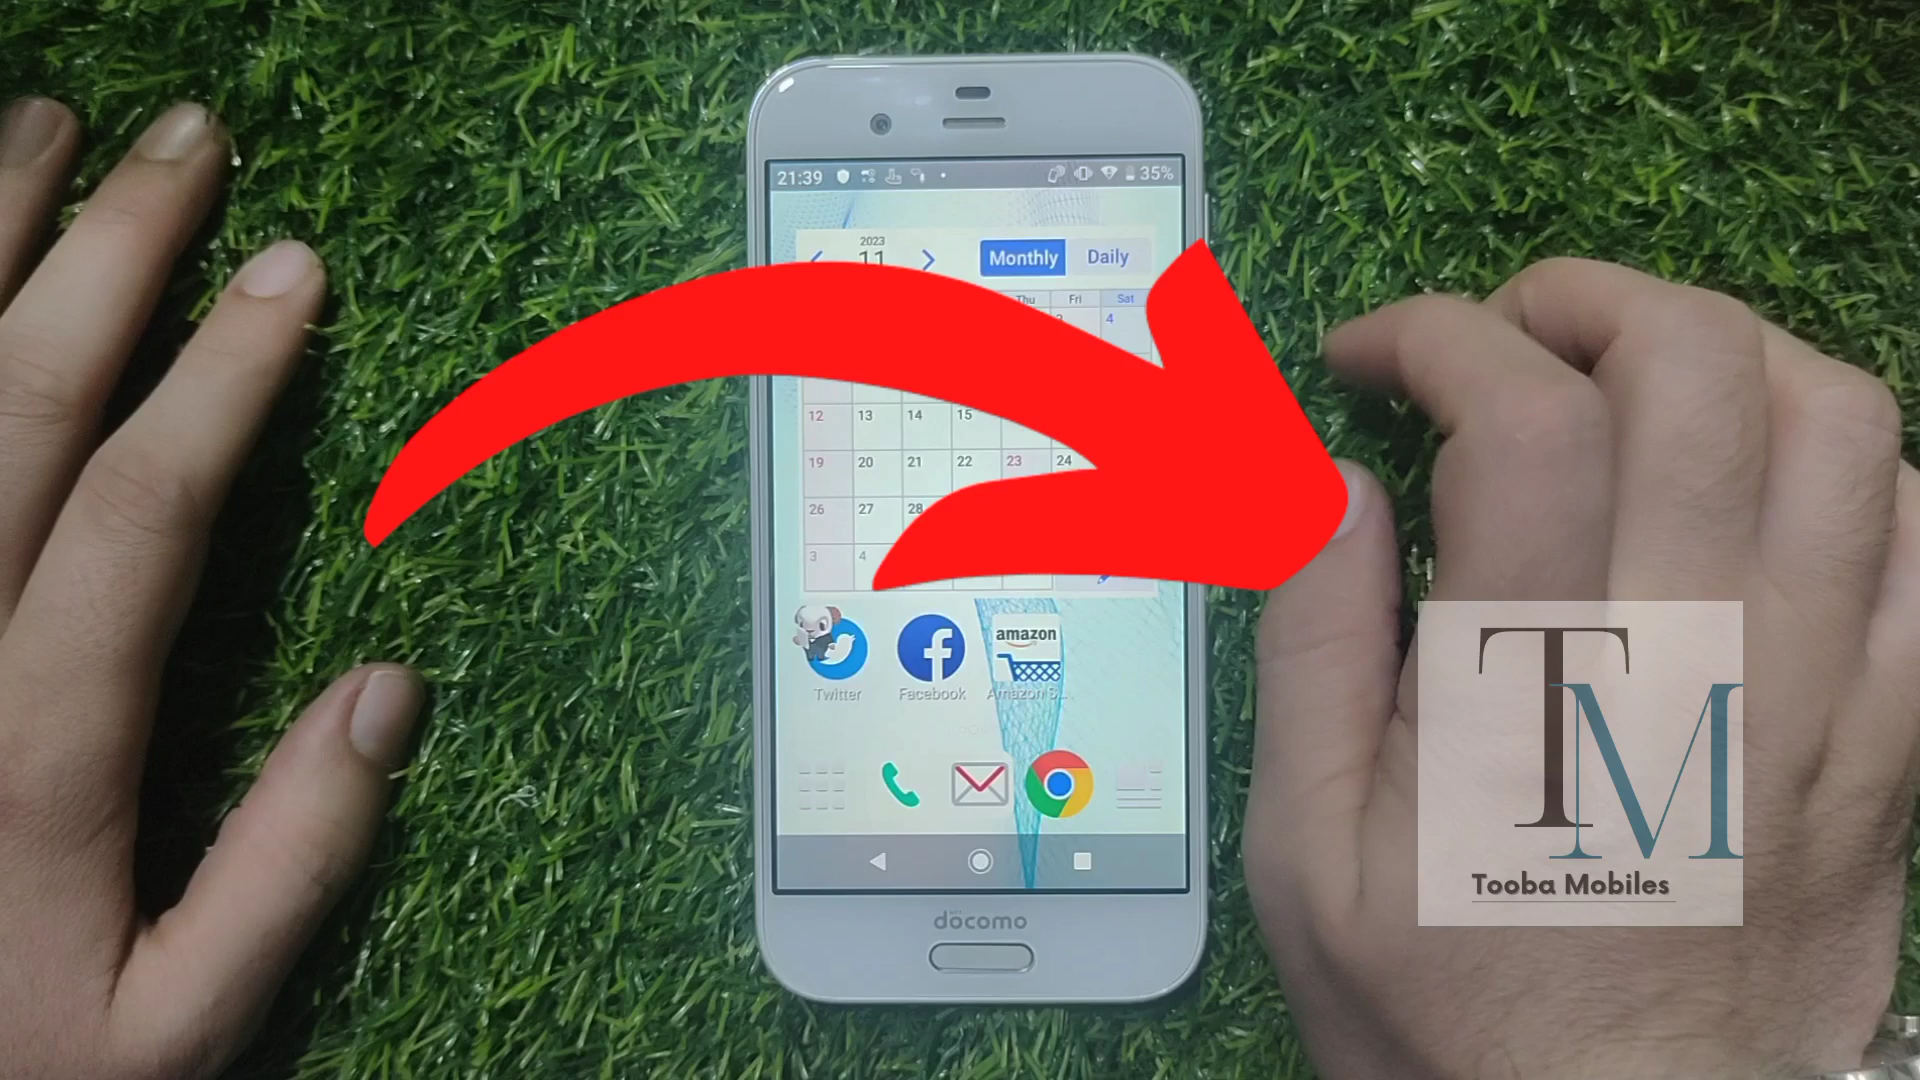 21:39
35%
2023
11
Monthly
Daily
Thu Fri Sat
4
12 13 14 15
19 20 21 22 23 24
26 27 28
3 4
amazon
Twitter Facebook Amazon S...
docomo
TM
Tooba Mobiles